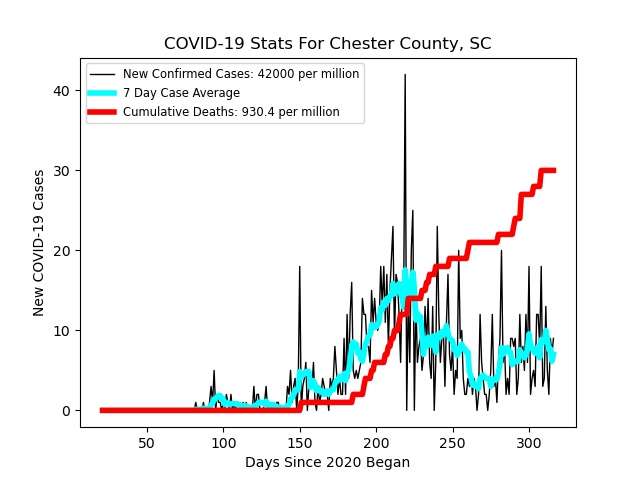 COVID-19 Stats For Chester County, SC
New Confirmed Cases: 42000 per million
7 Day Case Average
Cumulative Deaths: 930.4 per million
New COVID-19 Cases
40
30
20
10
0
50 100 150 200 250 300
Days Since 2020 Began